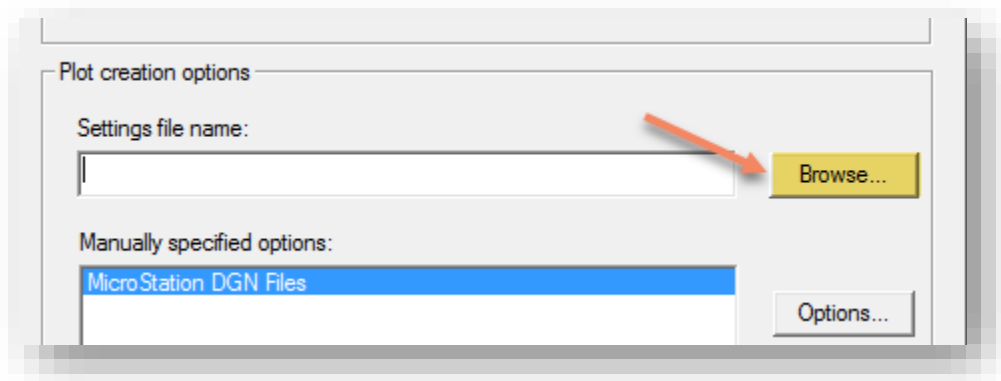 Plot creation options
Settings file name:
Browse...
Manually specified options:
MicroStation DGN Files
Options...